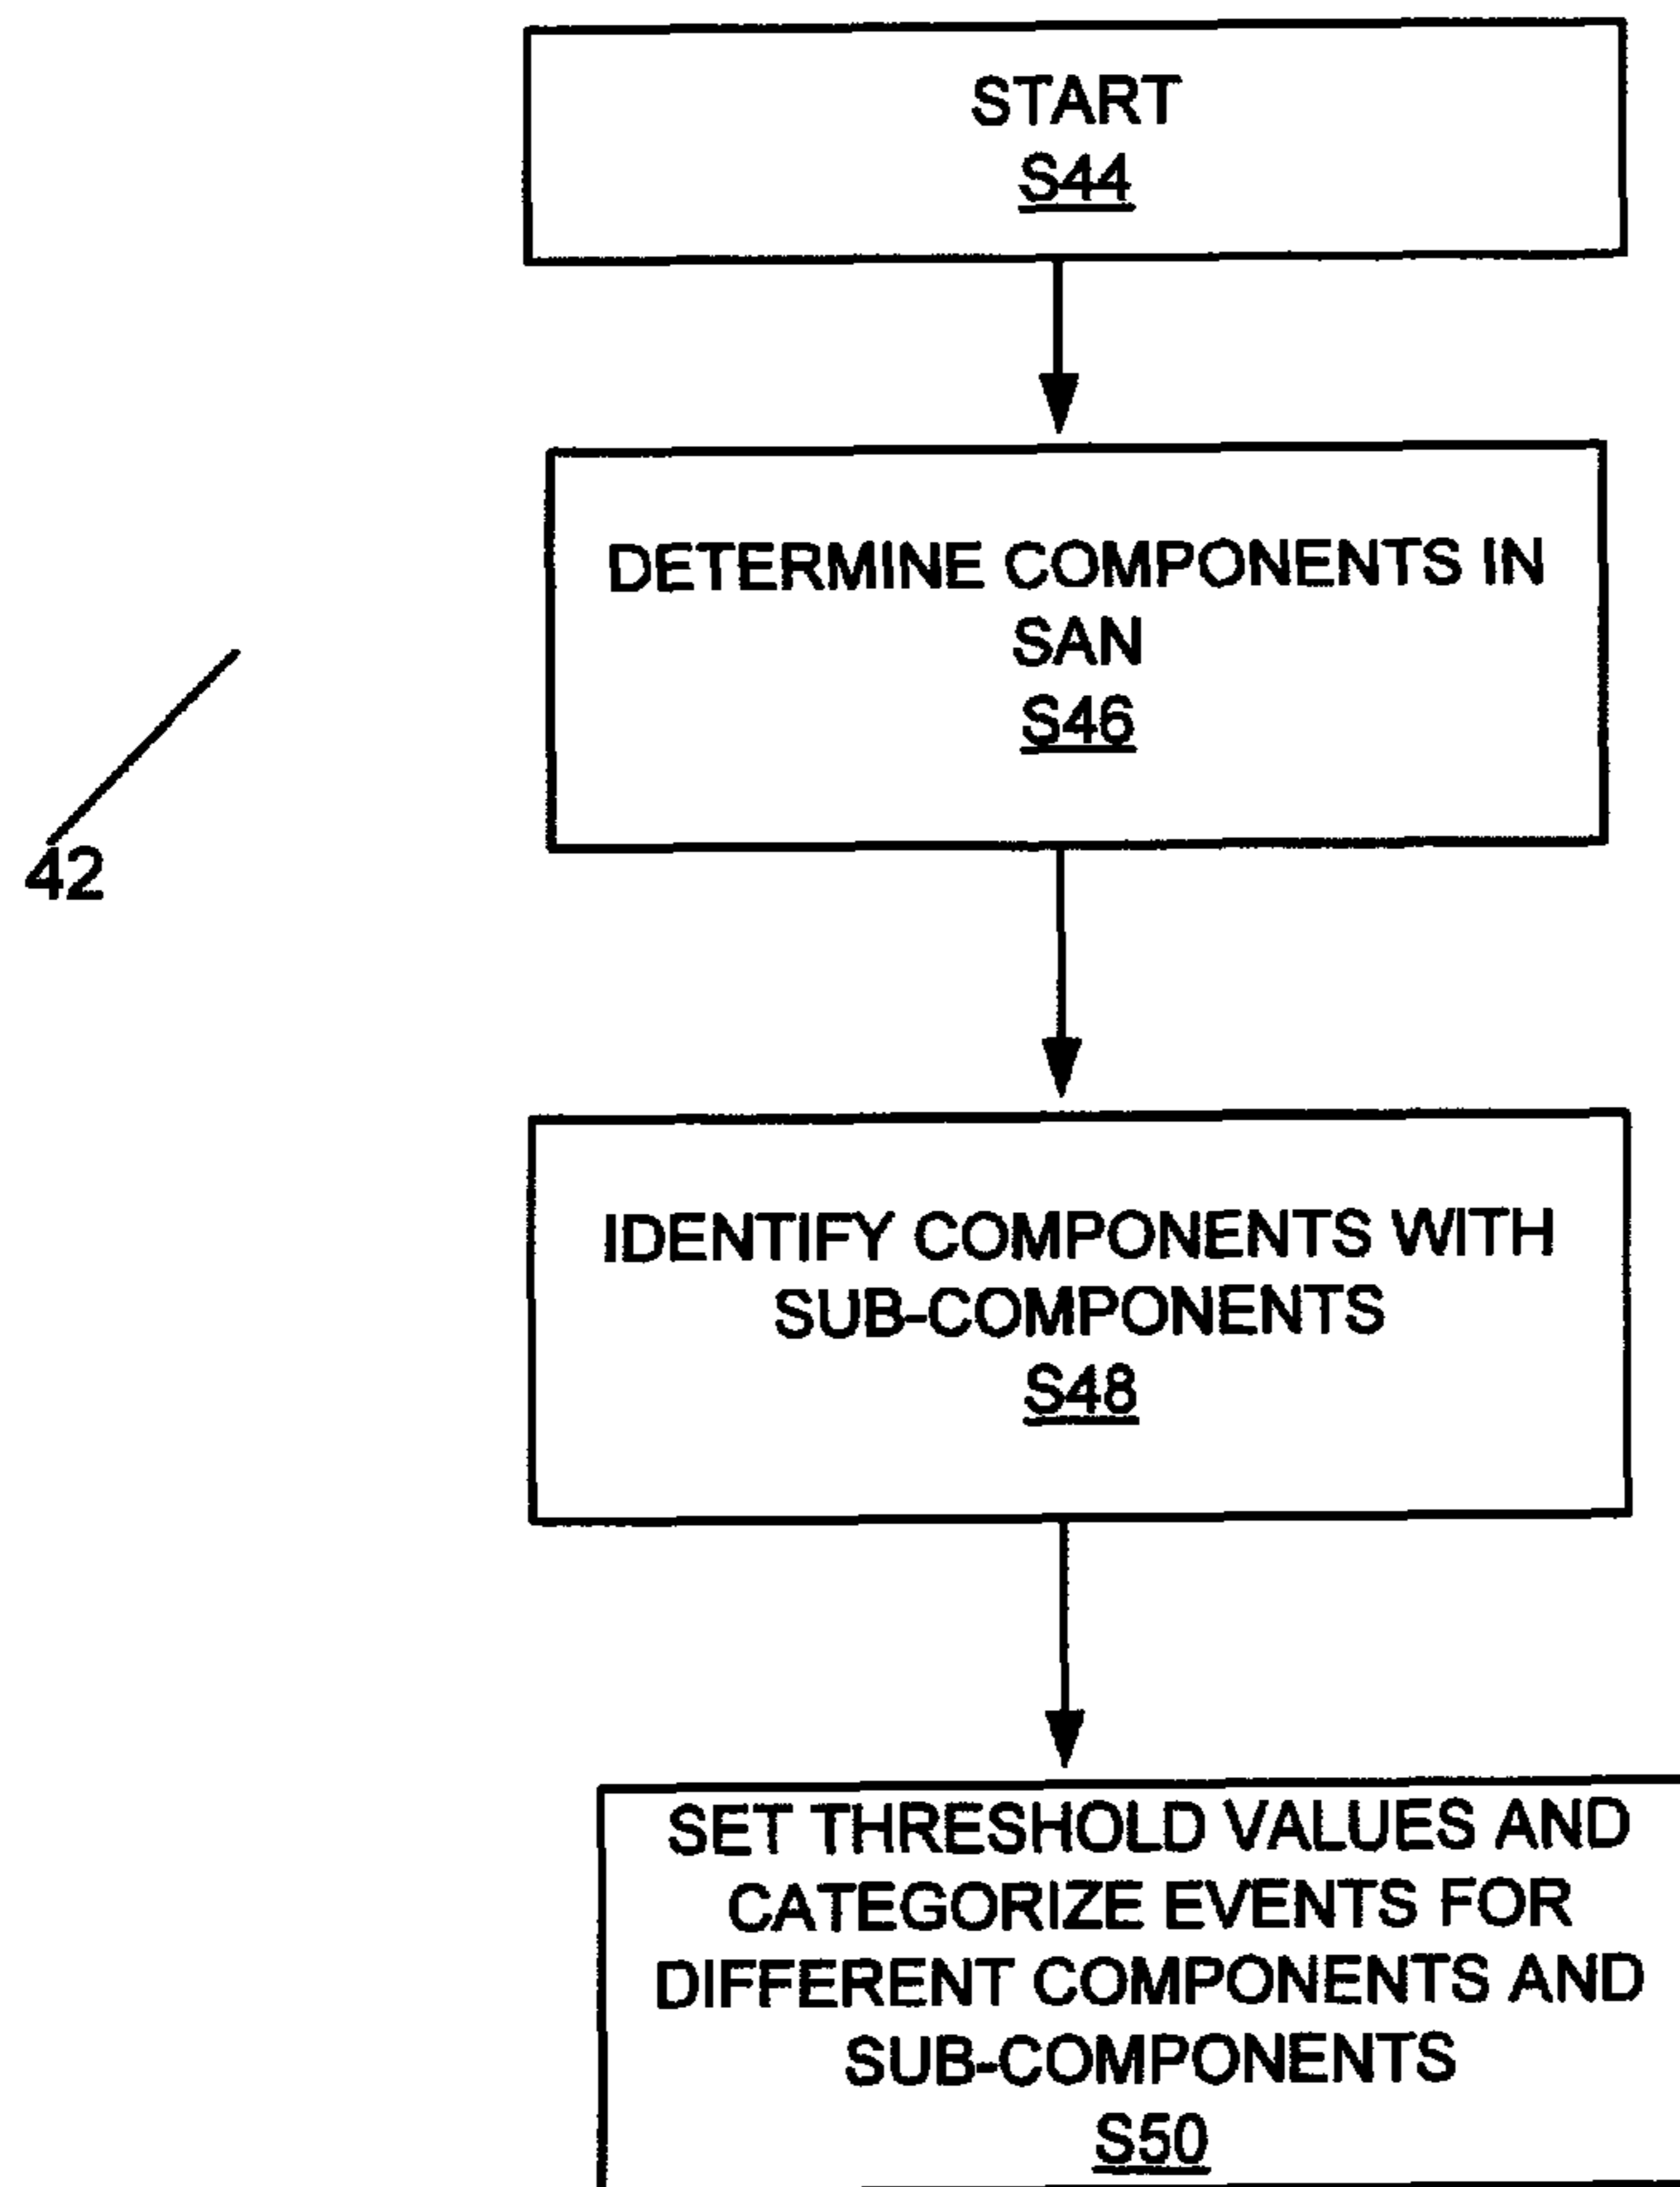 START
S44
DETERMINE COMPONENTS IN
SAN
S46
42
IDENTIFY COMPONENTS WITH
SUB-COMPONENTS
S48
SET THRESHOLD VALUES AND
CATEGORIZE EVENTS FOR
DIFFERENT COMPONENTS AND
SUB-COMPONENTS
S50